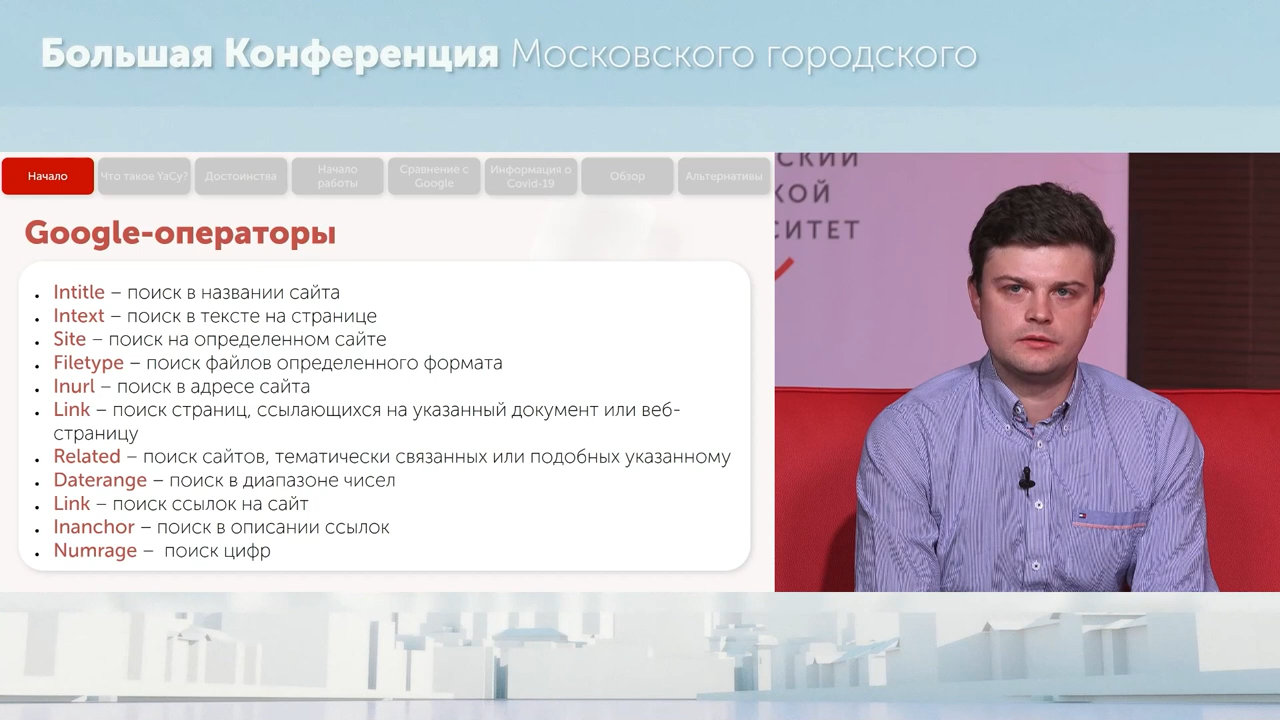 Большая Конференция Московского городского
Начало
Что такое YaCy?
Достоинства
Начало
работы
Сравнение с
Google
Информация о
Covid-19
Обзор
Альтернативы
Google-операторы
Intitle – поиск в названии сайта
Intext – поиск в тексте на странице
Site – поиск на определенном сайте
Filetype – поиск файлов определенного формата
Inurl – поиск в адресе сайта
Link – поиск страниц, ссылающихся на указанный документ или веб-
страницу
Related – поиск сайтов, тематически связанных или подобных указанному
Daterange – поиск в диапазоне чисел
Link – поиск ссылок на сайт
Inanchor – поиск в описании ссылок
Numrage – поиск цифр
СКИЙ
КОЙ
СИТЕТ